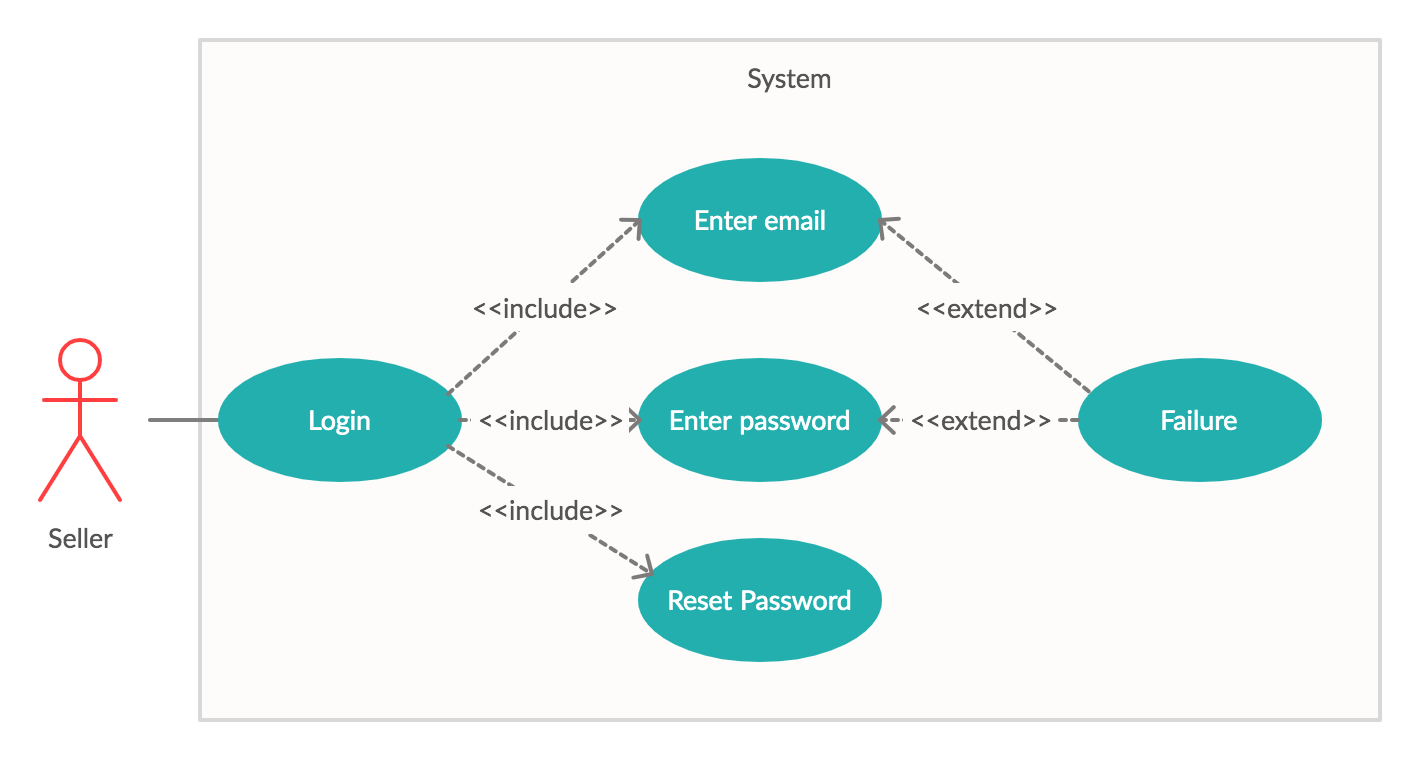 System
Enter email
<<include>>
<<extend>>
Login
<<include>>
Enter password
<<extend>>
Failure
<<include>>
Seller
Reset Password